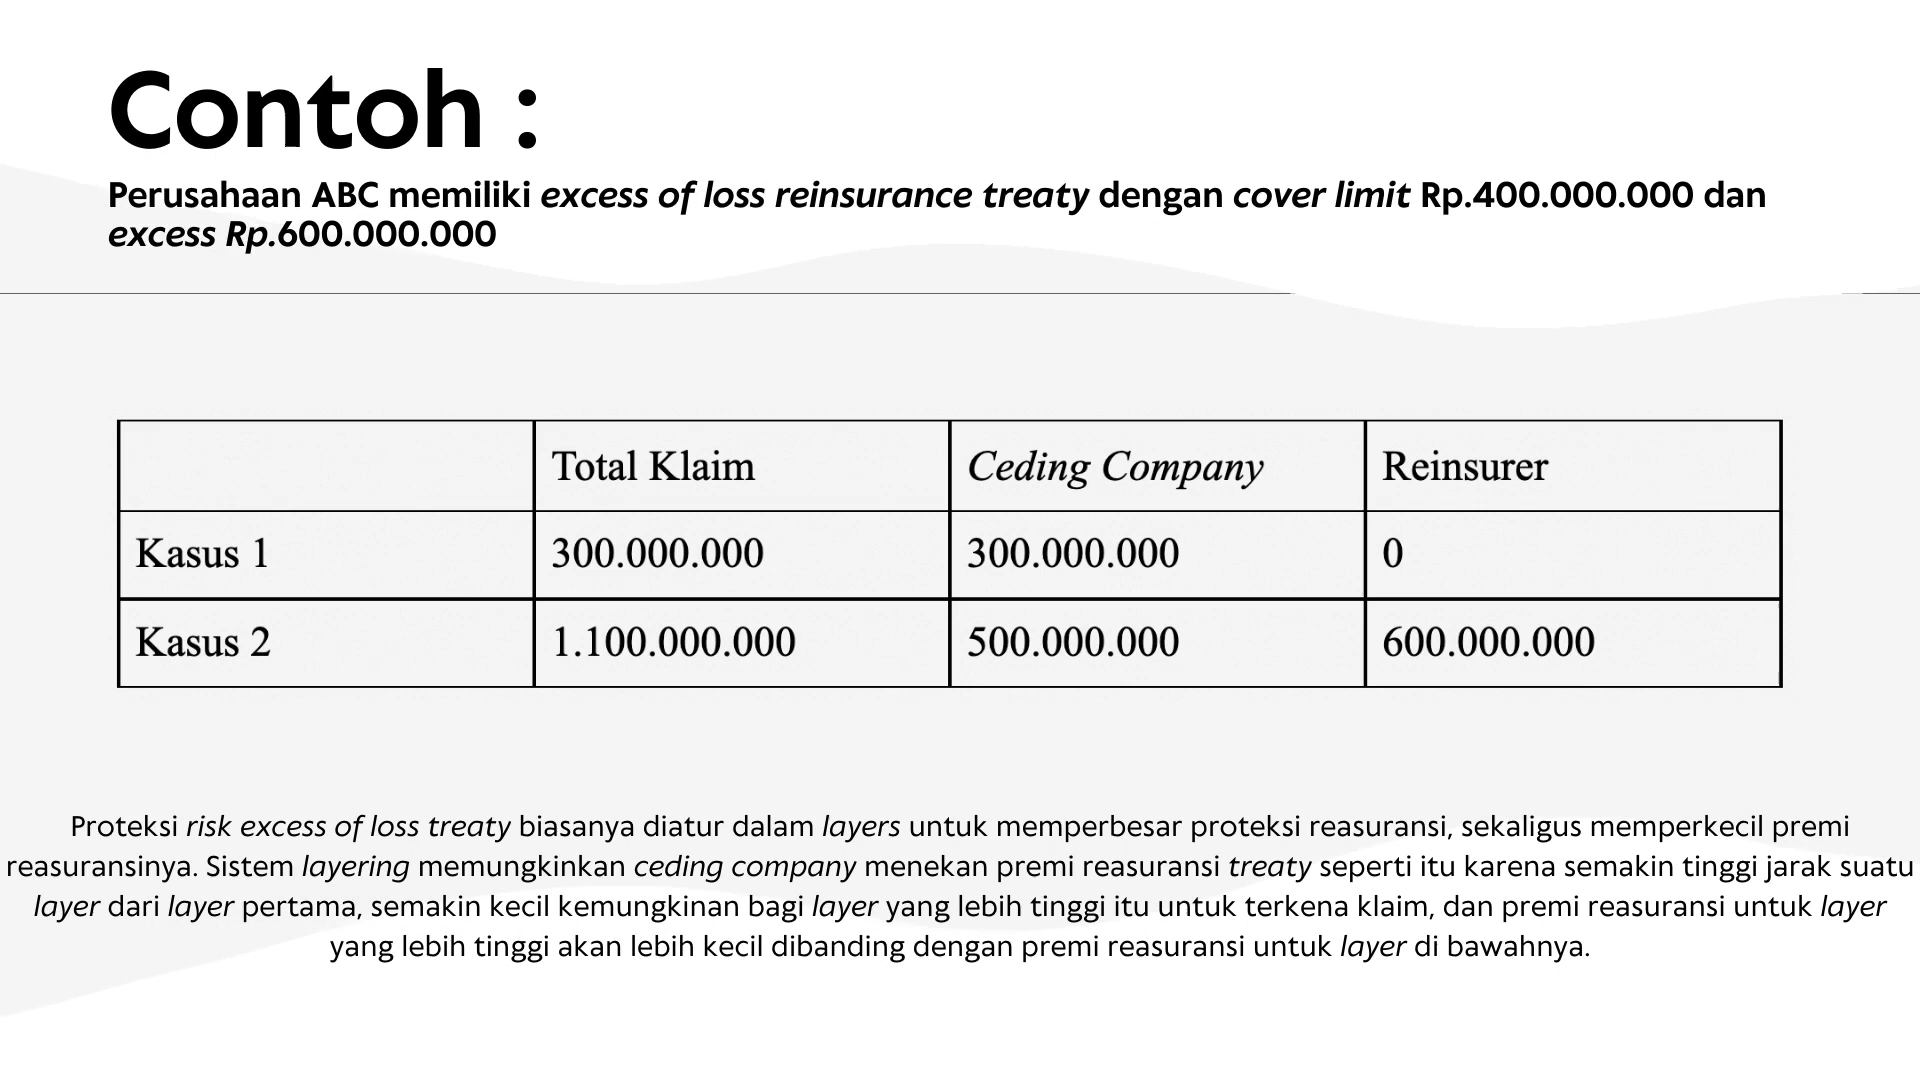 Contoh :
Perusahaan ABC memiliki excess of loss reinsurance treaty dengan cover limit Rp.400.000.000 dan
excess Rp.600.000.000
Total Klaim Ceding Company Reinsurer
Kasus 1 300.000.000 300.000.000 0
Kasus 2 1.100.000.000 500.000.000 600.000.000
Proteksi risk excess of loss treaty biasanya diatur dalam layers untuk memperbesar proteksi reasuransi, sekaligus memperkecil premi
reasuransinya. Sistem layering memungkinkan ceding company menekan premi reasuransi treaty seperti itu karena semakin tinggi jarak suatu
layer dari layer pertama, semakin kecil kemungkinan bagi layer yang lebih tinggi itu untuk terkena klaim, dan premi reasuransi untuk layer
yang lebih tinggi akan lebih kecil dibanding dengan premi reasuransi untuk layer di bawahnya.